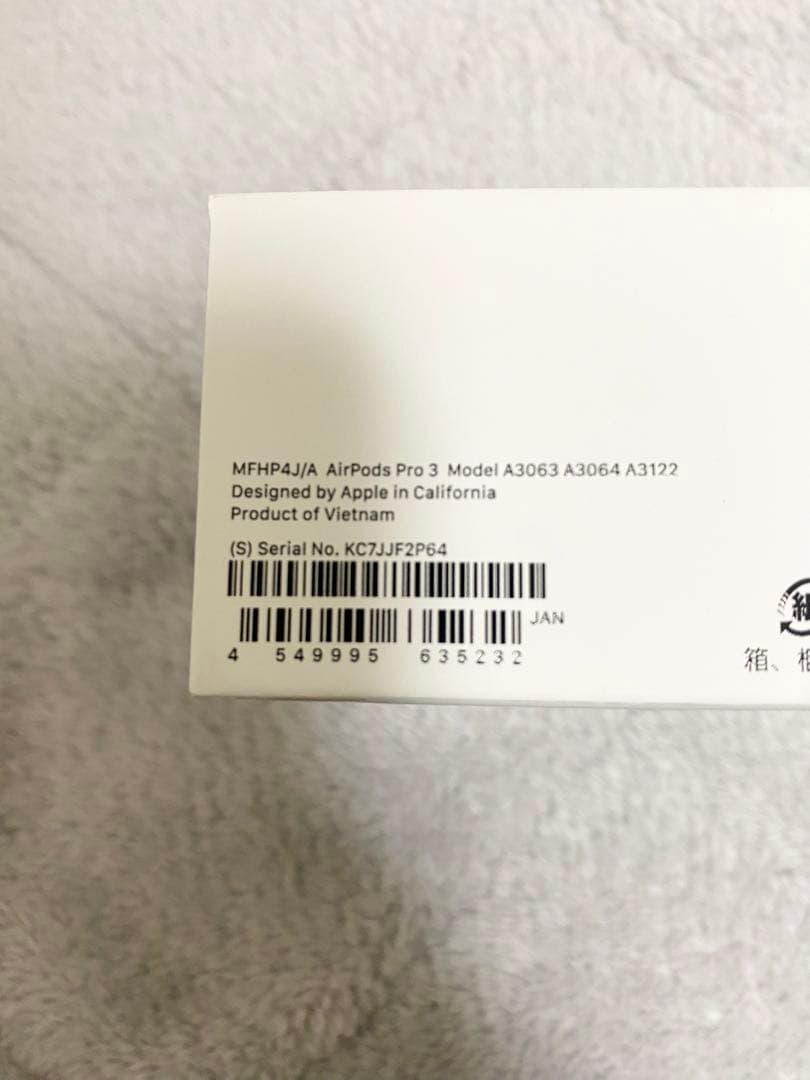 MFHP4J/A AirPods Pro 3 Model A3063 A3064 A3122
Designed by Apple in California
Product of Vietnam
(S) Serial No. KC7JJF2P64
JAN
4 549995 635232
紙
箱、